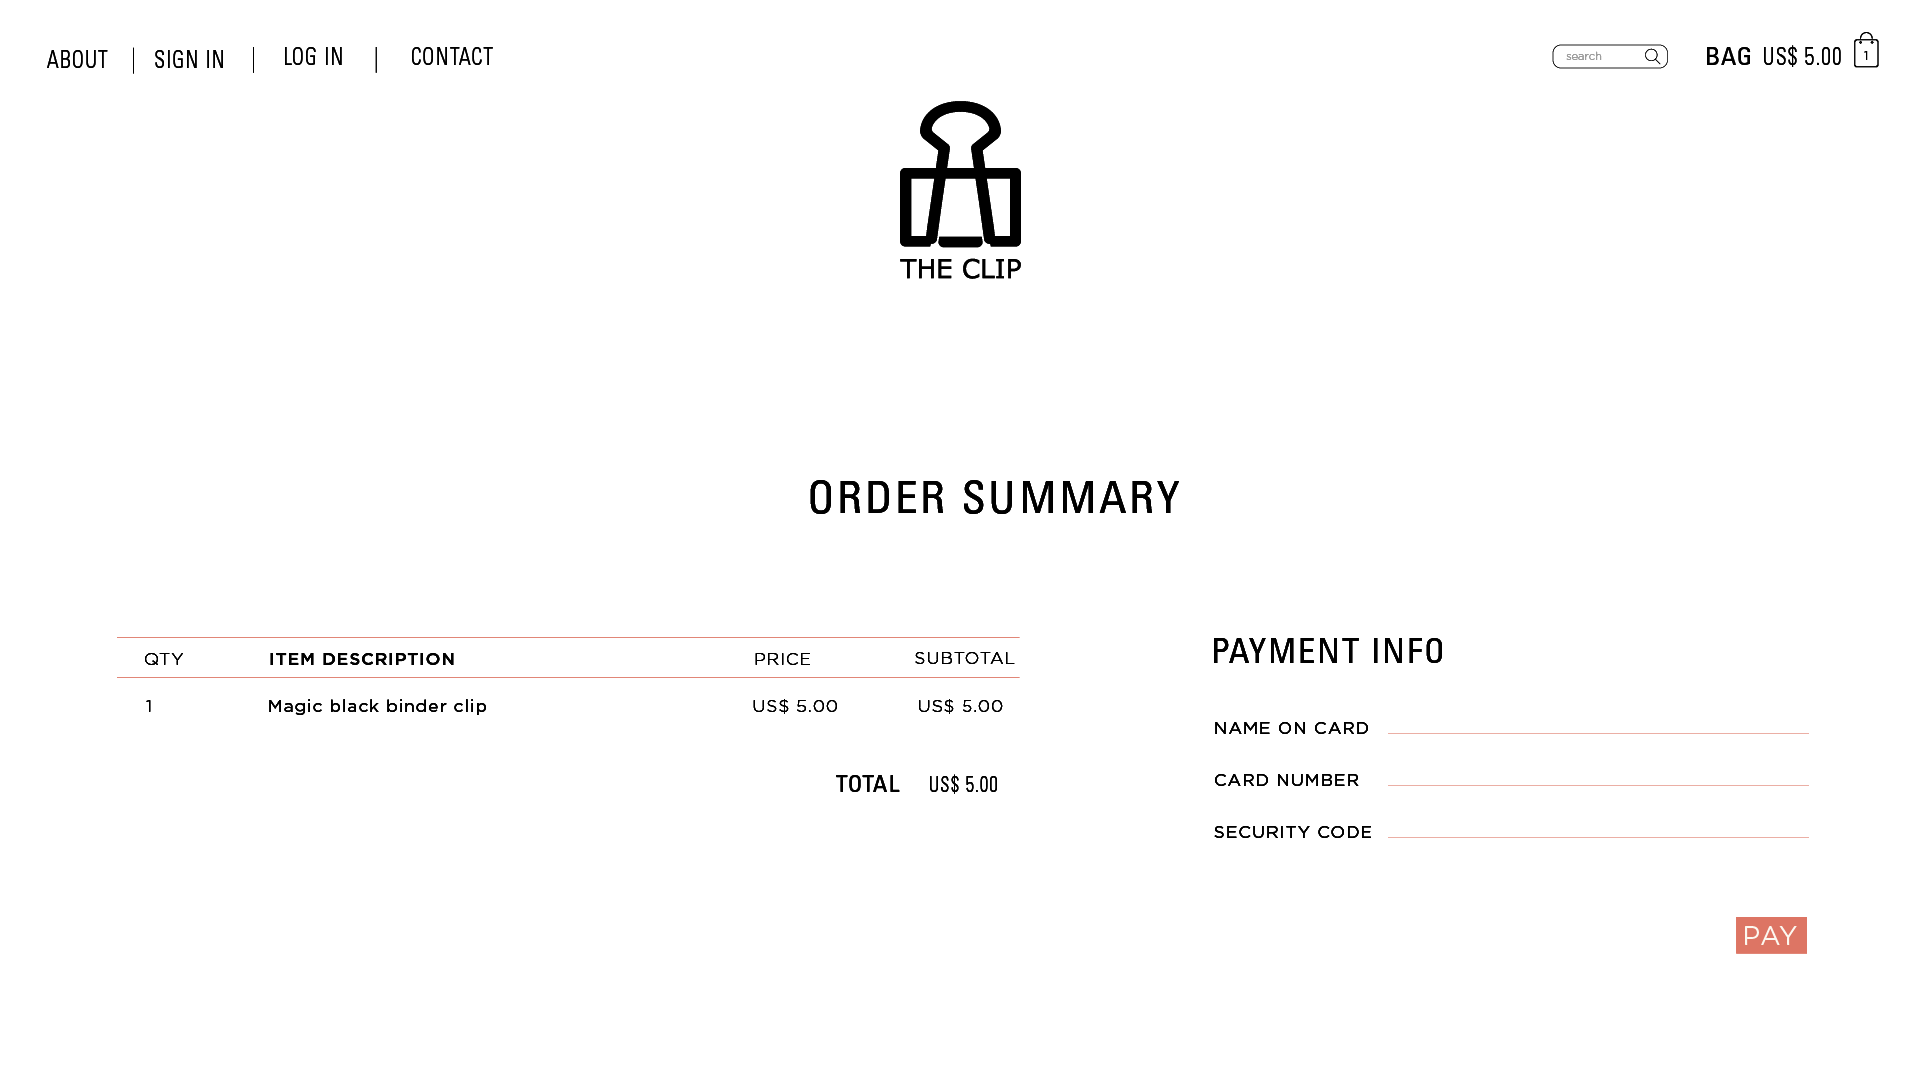 ABOUT | SIGN IN | LOG IN | CONTACT
search
BAG US$ 5.00 1
THE CLIP
ORDER SUMMARY
QTY ITEM DESCRIPTION PRICE SUBTOTAL
1 Magic black binder clip US$ 5.00 US$ 5.00
TOTAL US$ 5.00
PAYMENT INFO
NAME ON CARD
CARD NUMBER
SECURITY CODE
PAY